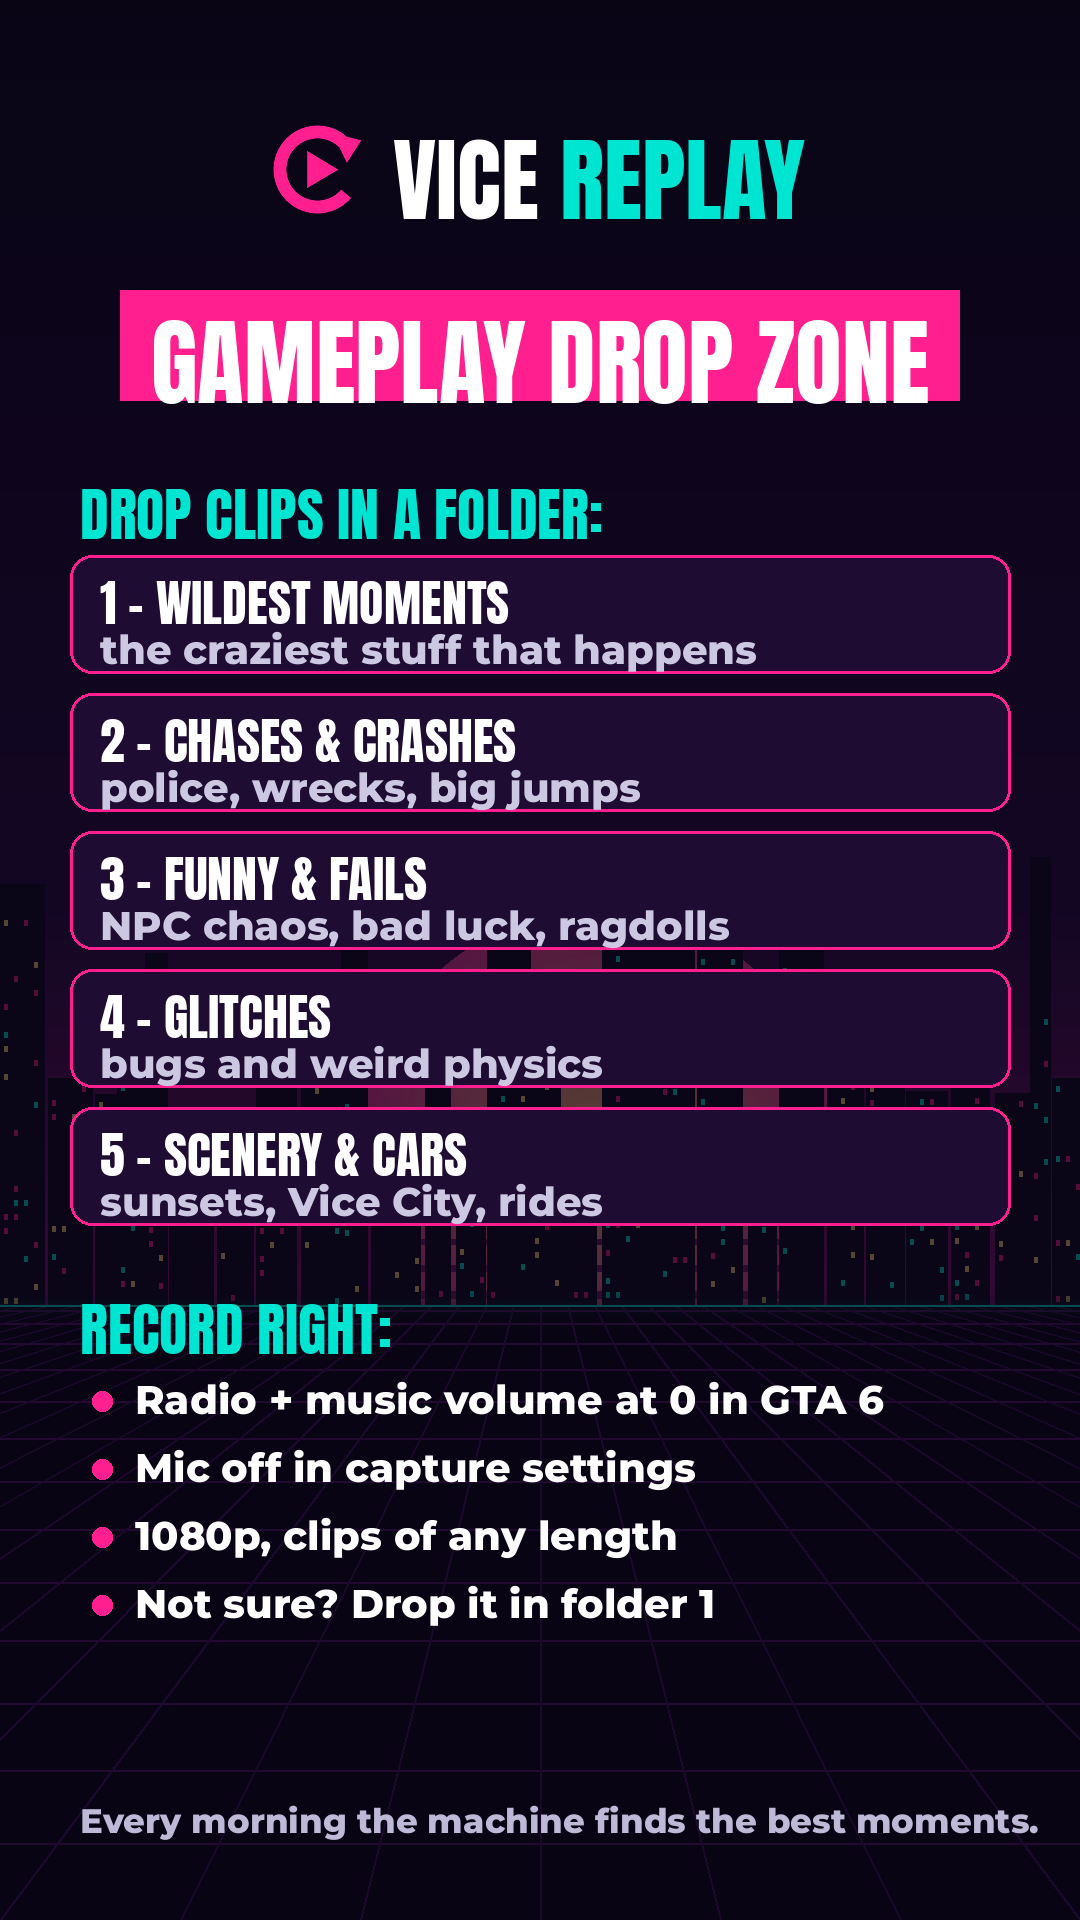 VICE REPLAY
GAMEPLAY DROP ZONE
DROP CLIPS IN A FOLDER:
1 - WILDEST MOMENTS
the craziest stuff that happens
2 - CHASES & CRASHES
police, wrecks, big jumps
3 - FUNNY & FAILS
NPC chaos, bad luck, ragdolls
4 - GLITCHES
bugs and weird physics
5 - SCENERY & CARS
sunsets, Vice City, rides
RECORD RIGHT:
Radio + music volume at 0 in GTA 6
Mic off in capture settings
1080p, clips of any length
Not sure? Drop it in folder 1
Every morning the machine finds the best moments.